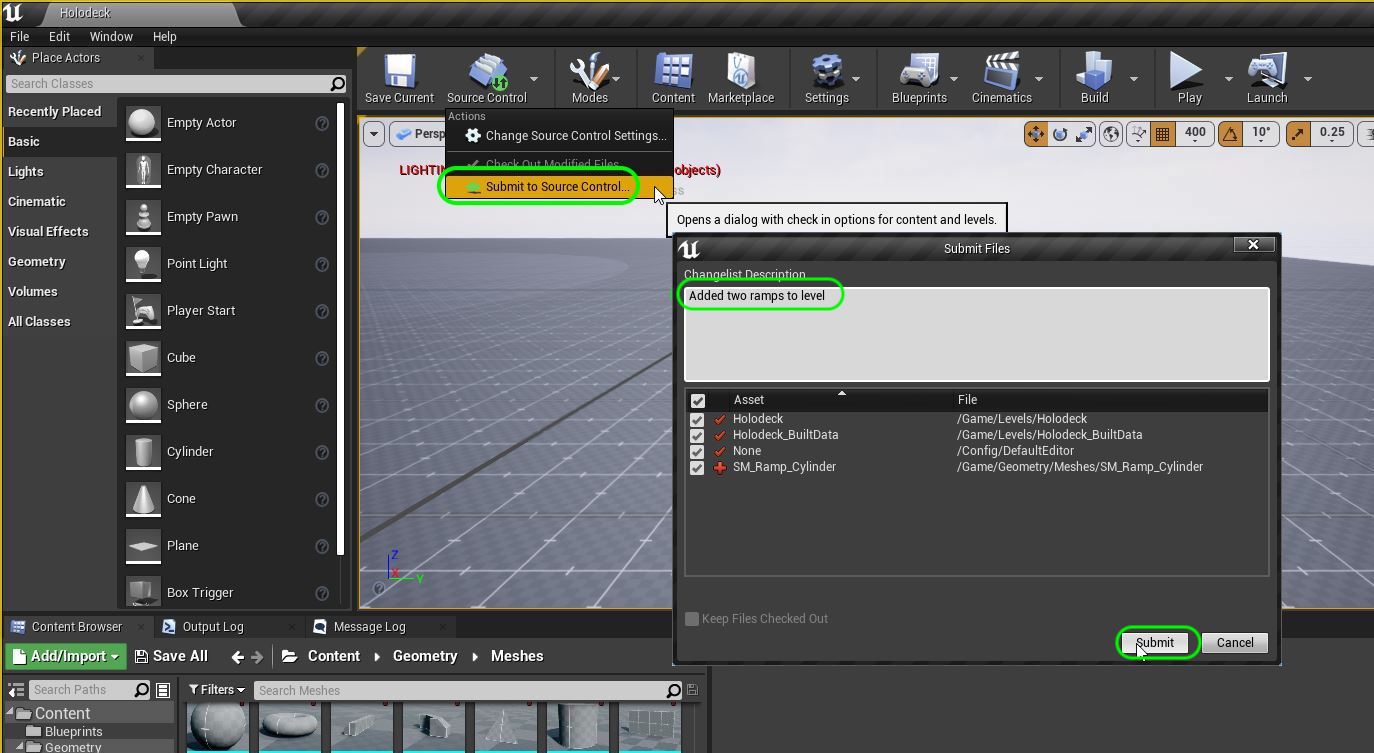 Holodeck
File Edit Window Help
Place Actors
Search Classes
Recently Placed
Basic
Lights
Cinematic
Visual Effects
Geometry
Volumes
All Classes
Empty Actor
Empty Character
Empty Pawn
Point Light
Player Start
Cube
Sphere
Cylinder
Cone
Plane
Box Trigger
Save Current Source Control Modes Content Marketplace Settings Blueprints Cinematics Build Play Launch
Actions
Change Source Control Settings...
Check Out Modified Files
Submit to Source Control...
Persp
400 10° 0.25
LIGHTIN objects)
ss
Opens a dialog with check in options for content and levels.
Submit Files
Changelist Description
Added two ramps to level
Asset File
Holodeck /Game/Levels/Holodeck
Holodeck_BuiltData /Game/Levels/Holodeck_BuiltData
None /Config/DefaultEditor
SM_Ramp_Cylinder /Game/Geometry/Meshes/SM_Ramp_Cylinder
Keep Files Checked Out
Submit Cancel
Z
X
Y
Content Browser Output Log Message Log
Add/Import Save All Content Geometry Meshes
Search Paths Filters Search Meshes
Content
Blueprints
Geometry